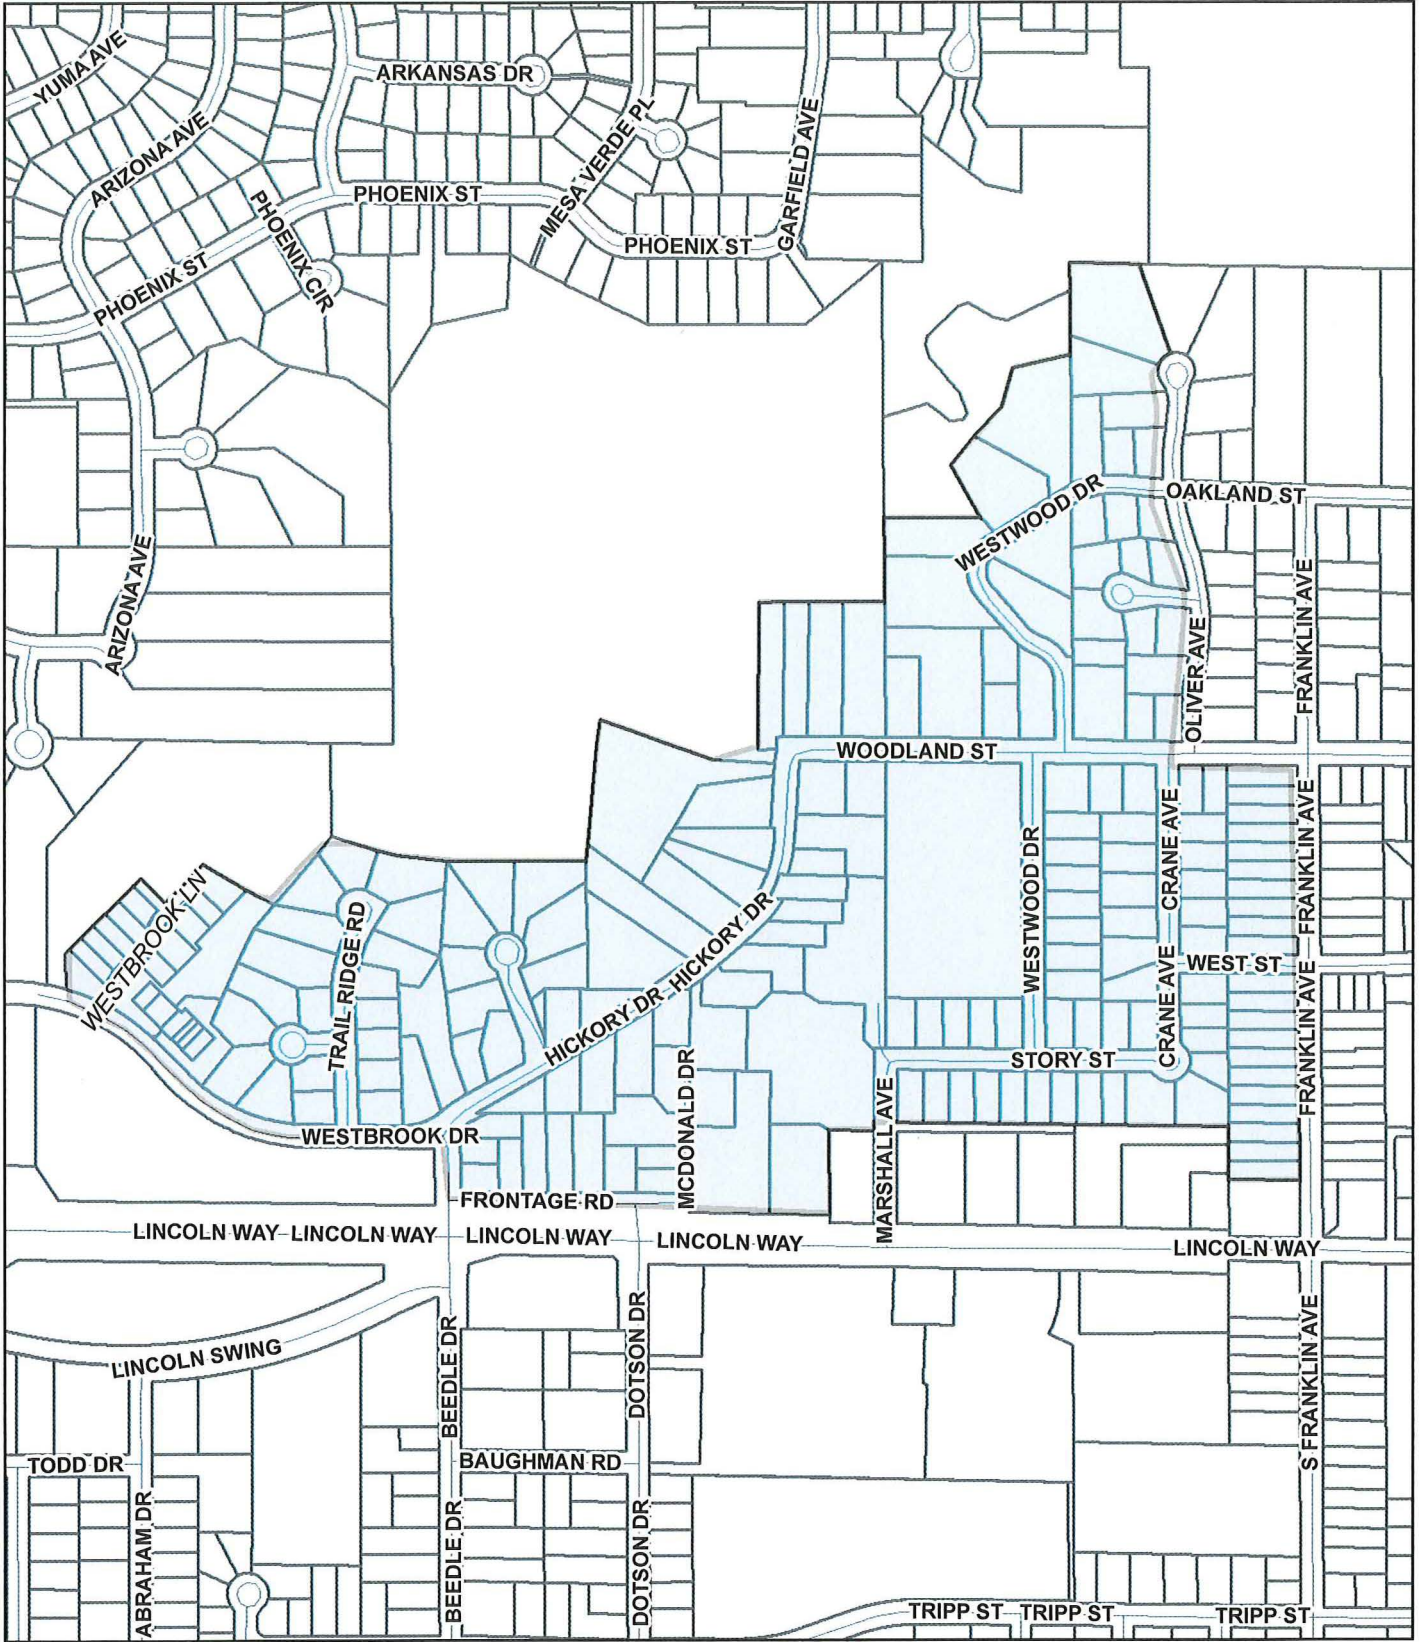 YUMA AVE
ARKANSAS DR
ARIZONA AVE
MESA VERDE PL
GARFIELD AVE
PHOENIX ST
PHOENIX CIR
PHOENIX ST
PHOENIX ST
WESTWOOD DR
OAKLAND ST
ARIZONA AVE
FRANKLIN AVE
OLIVER AVE
WOODLAND ST
WESTWOOD DR
CRANE AVE
FRANKLIN AVE
WESTBROOK LN
WESTBROOK LN
TRAIL RIDGE RD
HICKORY DR
HICKORY DR
CRANE AVE
WEST ST
FRANKLIN AVE
STORY ST
MCDONALD DR
MARSHALL AVE
WESTBROOK DR
FRONTAGE RD
LINCOLN WAY
LINCOLN WAY
LINCOLN WAY
LINCOLN WAY
LINCOLN WAY
LINCOLN SWING
BEEDLE DR
DOTSON DR
S FRANKLIN AVE
TODD DR
BAUGHMAN RD
ABRAHAM DR
BEEDLE DR
DOTSON DR
TRIPP ST
TRIPP ST
TRIPP ST